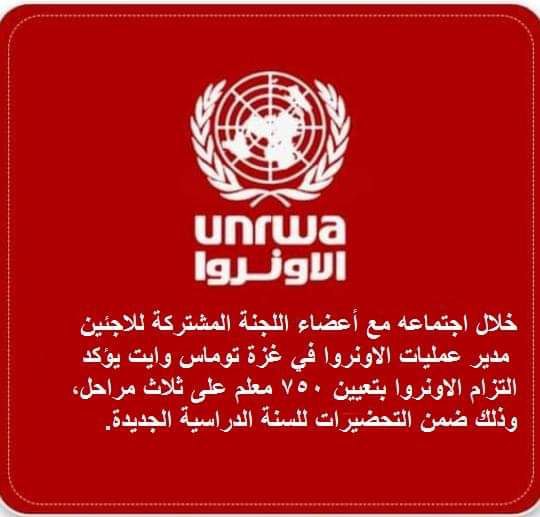 unrwa
الاونروا
خلال اجتماعه مع أعضاء اللجنة المشتركة للاجئين
مدير عمليات الاونروا في غزة توماس وايت يؤكد
التزام الاونروا بتعيين ٧٥٠ معلم على ثلاث مراحل،
وذلك ضمن التحضيرات للسنة الدراسية الجديدة.